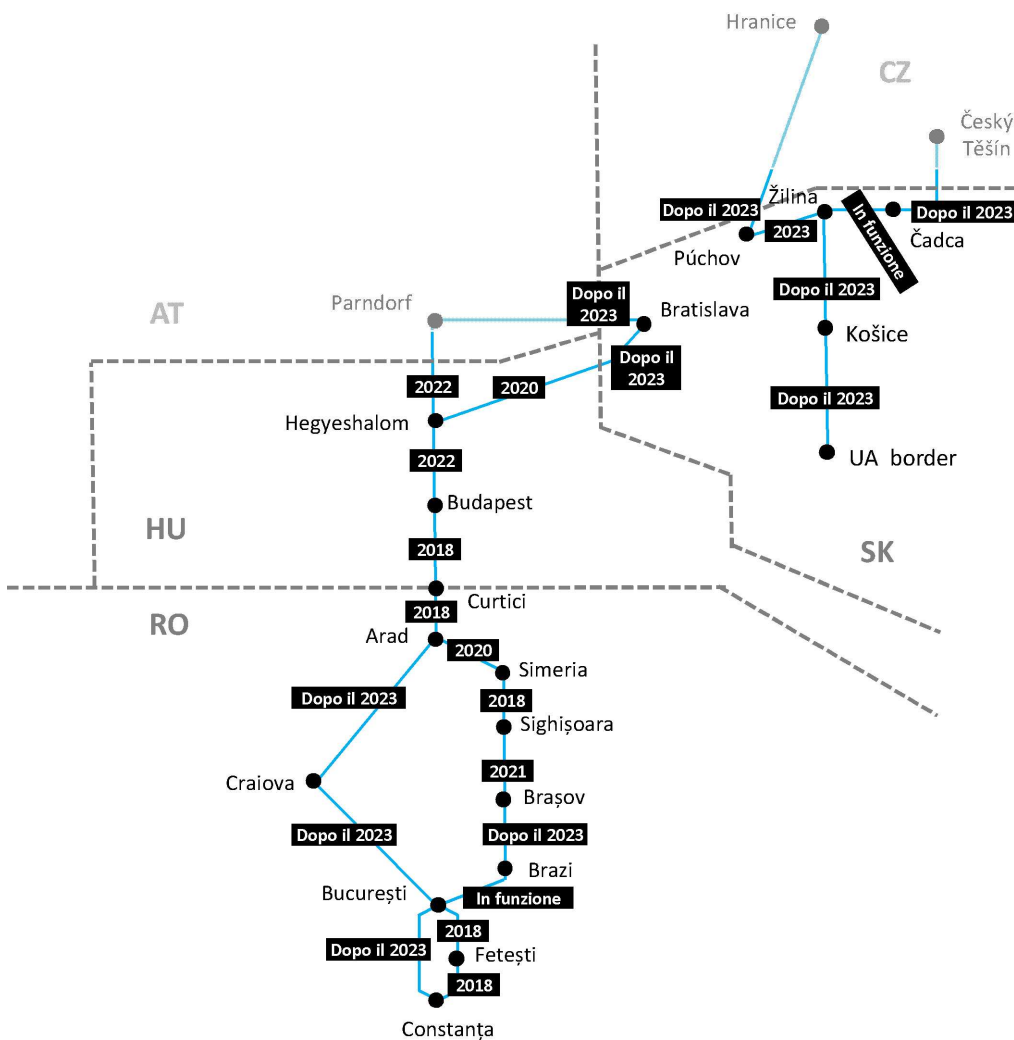 Hranice
CZ
Český
Těšín
Žilina
Dopo il 2023
2023
In funzione
Dopo il 2023
Čadca
Púchov
Dopo il 2023
Dopo il
2023
Parndorf
AT
Bratislava
Košice
Dopo il
2023
2022
2020
Dopo il 2023
Hegyeshalom
2022
UA border
Budapest
HU
2018
SK
Curtici
RO
2018
Arad
2020
Simeria
Dopo il 2023
2018
Sighișoara
2021
Craiova
Brașov
Dopo il 2023
Dopo il 2023
Brazi
București
In funzione
2018
Dopo il 2023
Fetești
2018
Constanța